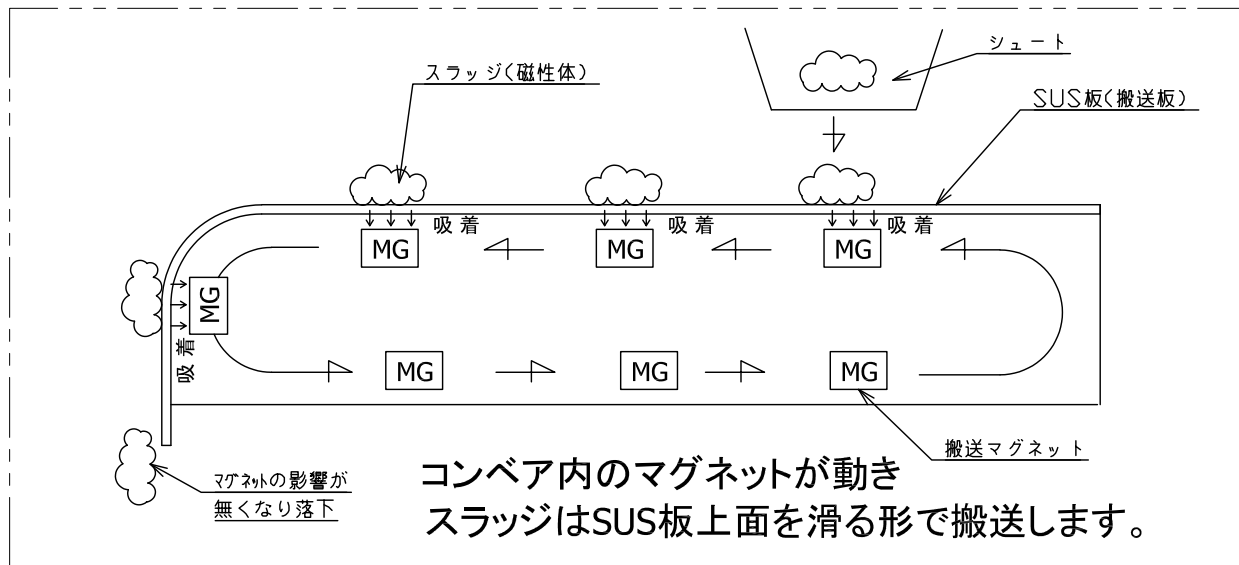 シュート
スラッジ(磁性体)
SUS板(搬送板)
吸着
吸着
吸着
MG
MG
MG
MG
吸着
MG
MG
MG
搬送マグネット
マグネットの影響が
無くなり落下
コンベア内のマグネットが動き
スラッジはSUS板上面を滑る形で搬送します。